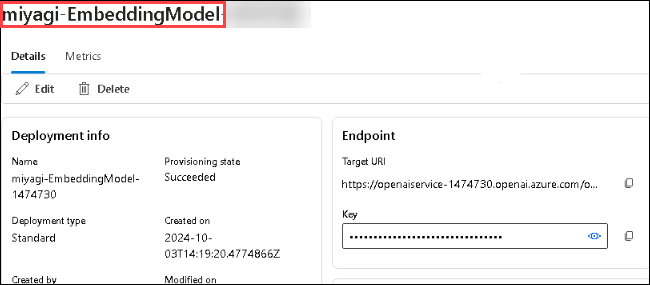 miyagi-EmbeddingModel-
Details Metrics
Edit Delete
Deployment info
Name
miyagi-EmbeddingModel-
1474730
Provisioning state
Succeeded
Deployment type
Standard
Created on
2024-10-
03T14:19:20.4774866Z
Created by
Modified on
Endpoint
Target URI
https://openaiservice-1474730.openai.azure.com/o...
Key
••••••••••••••••••••••••••••••••